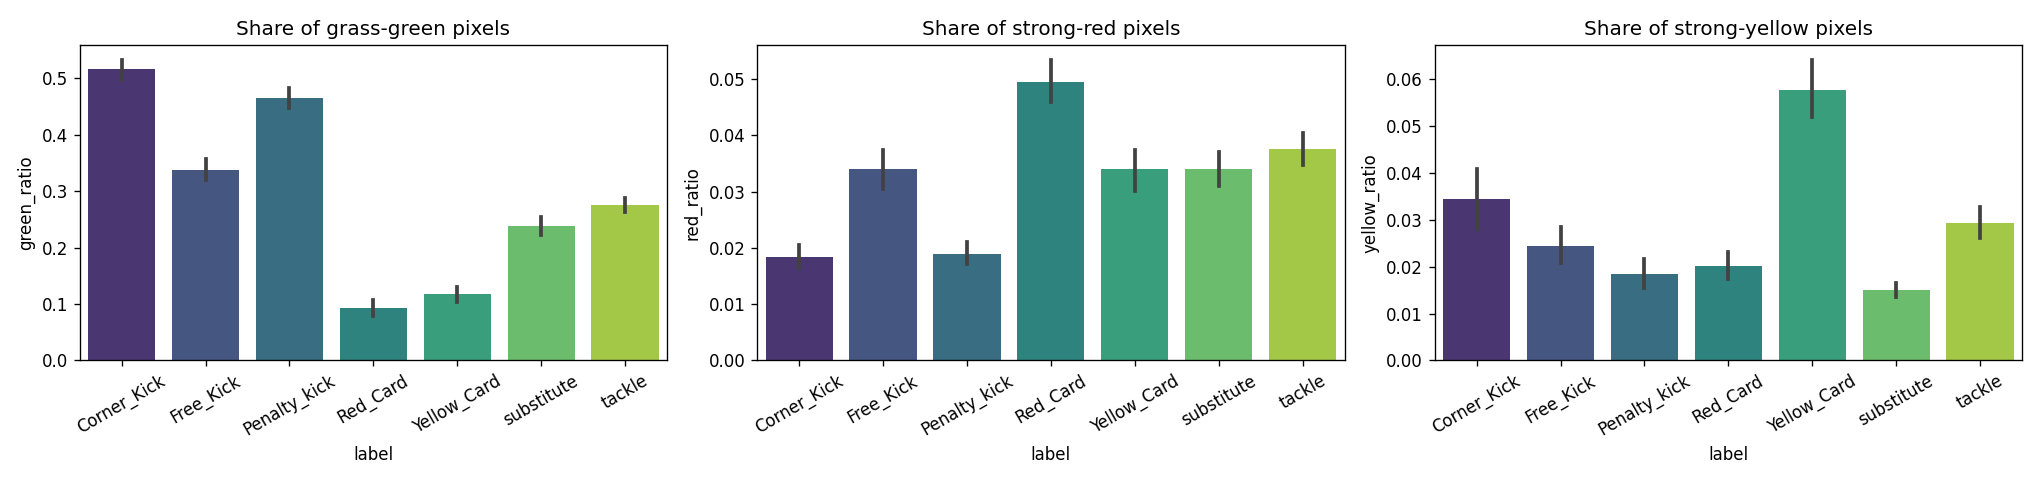 Share of grass-green pixels
green_ratio
0.5
0.4
0.3
0.2
0.1
0.0
Corner_Kick
Free_Kick
Penalty_kick
Red_Card
Yellow_Card
substitute
tackle
label
Share of strong-red pixels
red_ratio
0.05
0.04
0.03
0.02
0.01
0.00
Corner_Kick
Free_Kick
Penalty_kick
Red_Card
Yellow_Card
substitute
tackle
label
Share of strong-yellow pixels
yellow_ratio
0.06
0.05
0.04
0.03
0.02
0.01
0.00
Corner_Kick
Free_Kick
Penalty_kick
Red_Card
Yellow_Card
substitute
tackle
label